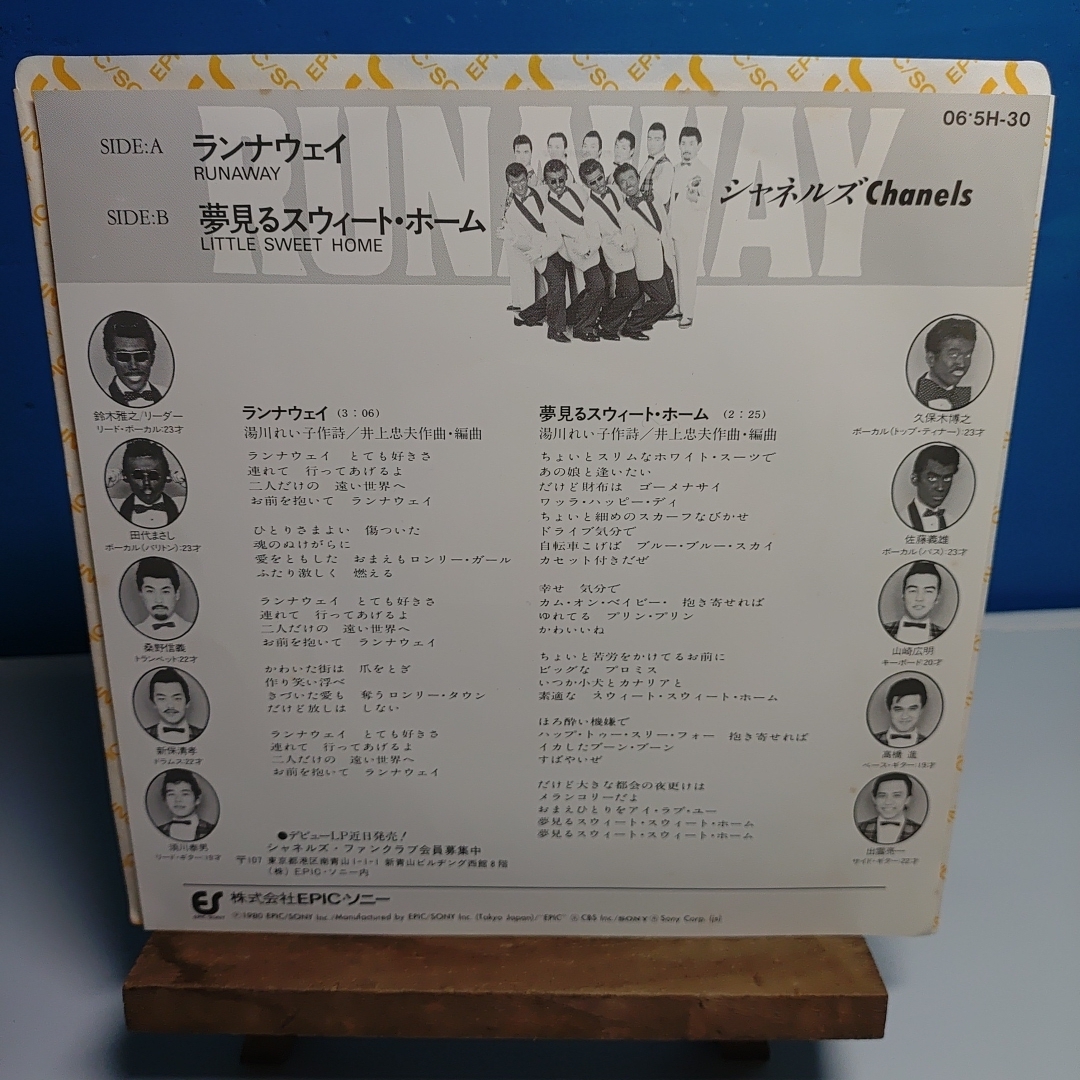 06・5H-30
RUNAWAY
SIDE:A ランナウェイ
RUNAWAY
SIDE:B 夢見るスウィート・ホーム
LITTLE SWEET HOME
シャネルズ Chanels
鈴木雅之/リーダー
リード・ボーカル:23才
田代まさし
ボーカル(バリトン):23才
桑野信義
トランペット:22才
新保清孝
ドラムス:22才
須川泰男
リード・ギター:19才
ランナウェイ (3:06)
湯川れい子作詩/井上忠夫作曲・編曲
ランナウェイ とても好きさ
連れて 行ってあげるよ
二人だけの 遠い世界へ
お前を抱いて ランナウェイ
ひとりさまよい 傷ついた
魂のぬけがらに
愛をともした おまえもロンリー・ガール
ふたり激しく 燃える
ランナウェイ とても好きさ
連れて 行ってあげるよ
二人だけの 遠い世界へ
お前を抱いて ランナウェイ
かわいた街は 爪をとぎ
作り笑い浮べ
きづいた愛も 奪うロンリー・タウン
だけど放しは しない
ランナウェイ とても好きさ
連れて 行ってあげるよ
二人だけの 遠い世界へ
お前を抱いて ランナウェイ
夢見るスウィート・ホーム (2:25)
湯川れい子作詩/井上忠夫作曲・編曲
ちょいとスリムなホワイト・スーツで
あの娘と逢いたい
だけど財布は ゴーメナサイ
ワッラ・ハッピー・ディ
ちょいと細めのスカーフなびかせ
ドライブ気分で
自転車こげば ブルー・ブルー・スカイ
カセット付きだぜ
幸せ 気分で
カム・オン・ベイビー・ 抱き寄せれば
ゆれてる プリン・プリン
かわいいね
ちょいと苦労をかけてるお前に
ビッグな プロミス
いつか小犬とカナリアと
素適な スウィート・スウィート・ホーム
ほろ酔い機嫌で
ハップ・トゥー・スリー・フォー 抱き寄せれば
イカしたブーン・ブーン
すばやいぜ
だけど大きな都会の夜更けは
メランコリーだよ
おまえひとりをアイ・ラブ・ユー
夢見るスウィート・スウィート・ホーム
夢見るスウィート・スウィート・ホーム
久保木博之
ボーカル(トップ・ティナー):23才
佐藤義雄
ボーカル(バス):23才
山崎広明
キーボード:20才
高橋
ベース・ギター:19才
出雲亮一
サイド・ギター:22才
●デビューLP近日発売!
シャネルズ・ファンクラブ会員募集中
〒107 東京都港区南青山1-1-1 新青山ビルヂング西館8階
(株)EPIC・ソニー内
ES EPIC/SONY 株式会社EPIC・ソニー
Ⓟ1980 EPIC/SONY Inc./Manufactured by EPIC/SONY Inc. (Tokyo Japan)/"EPIC" ® CBS Inc./SONY ® Sony Corp.